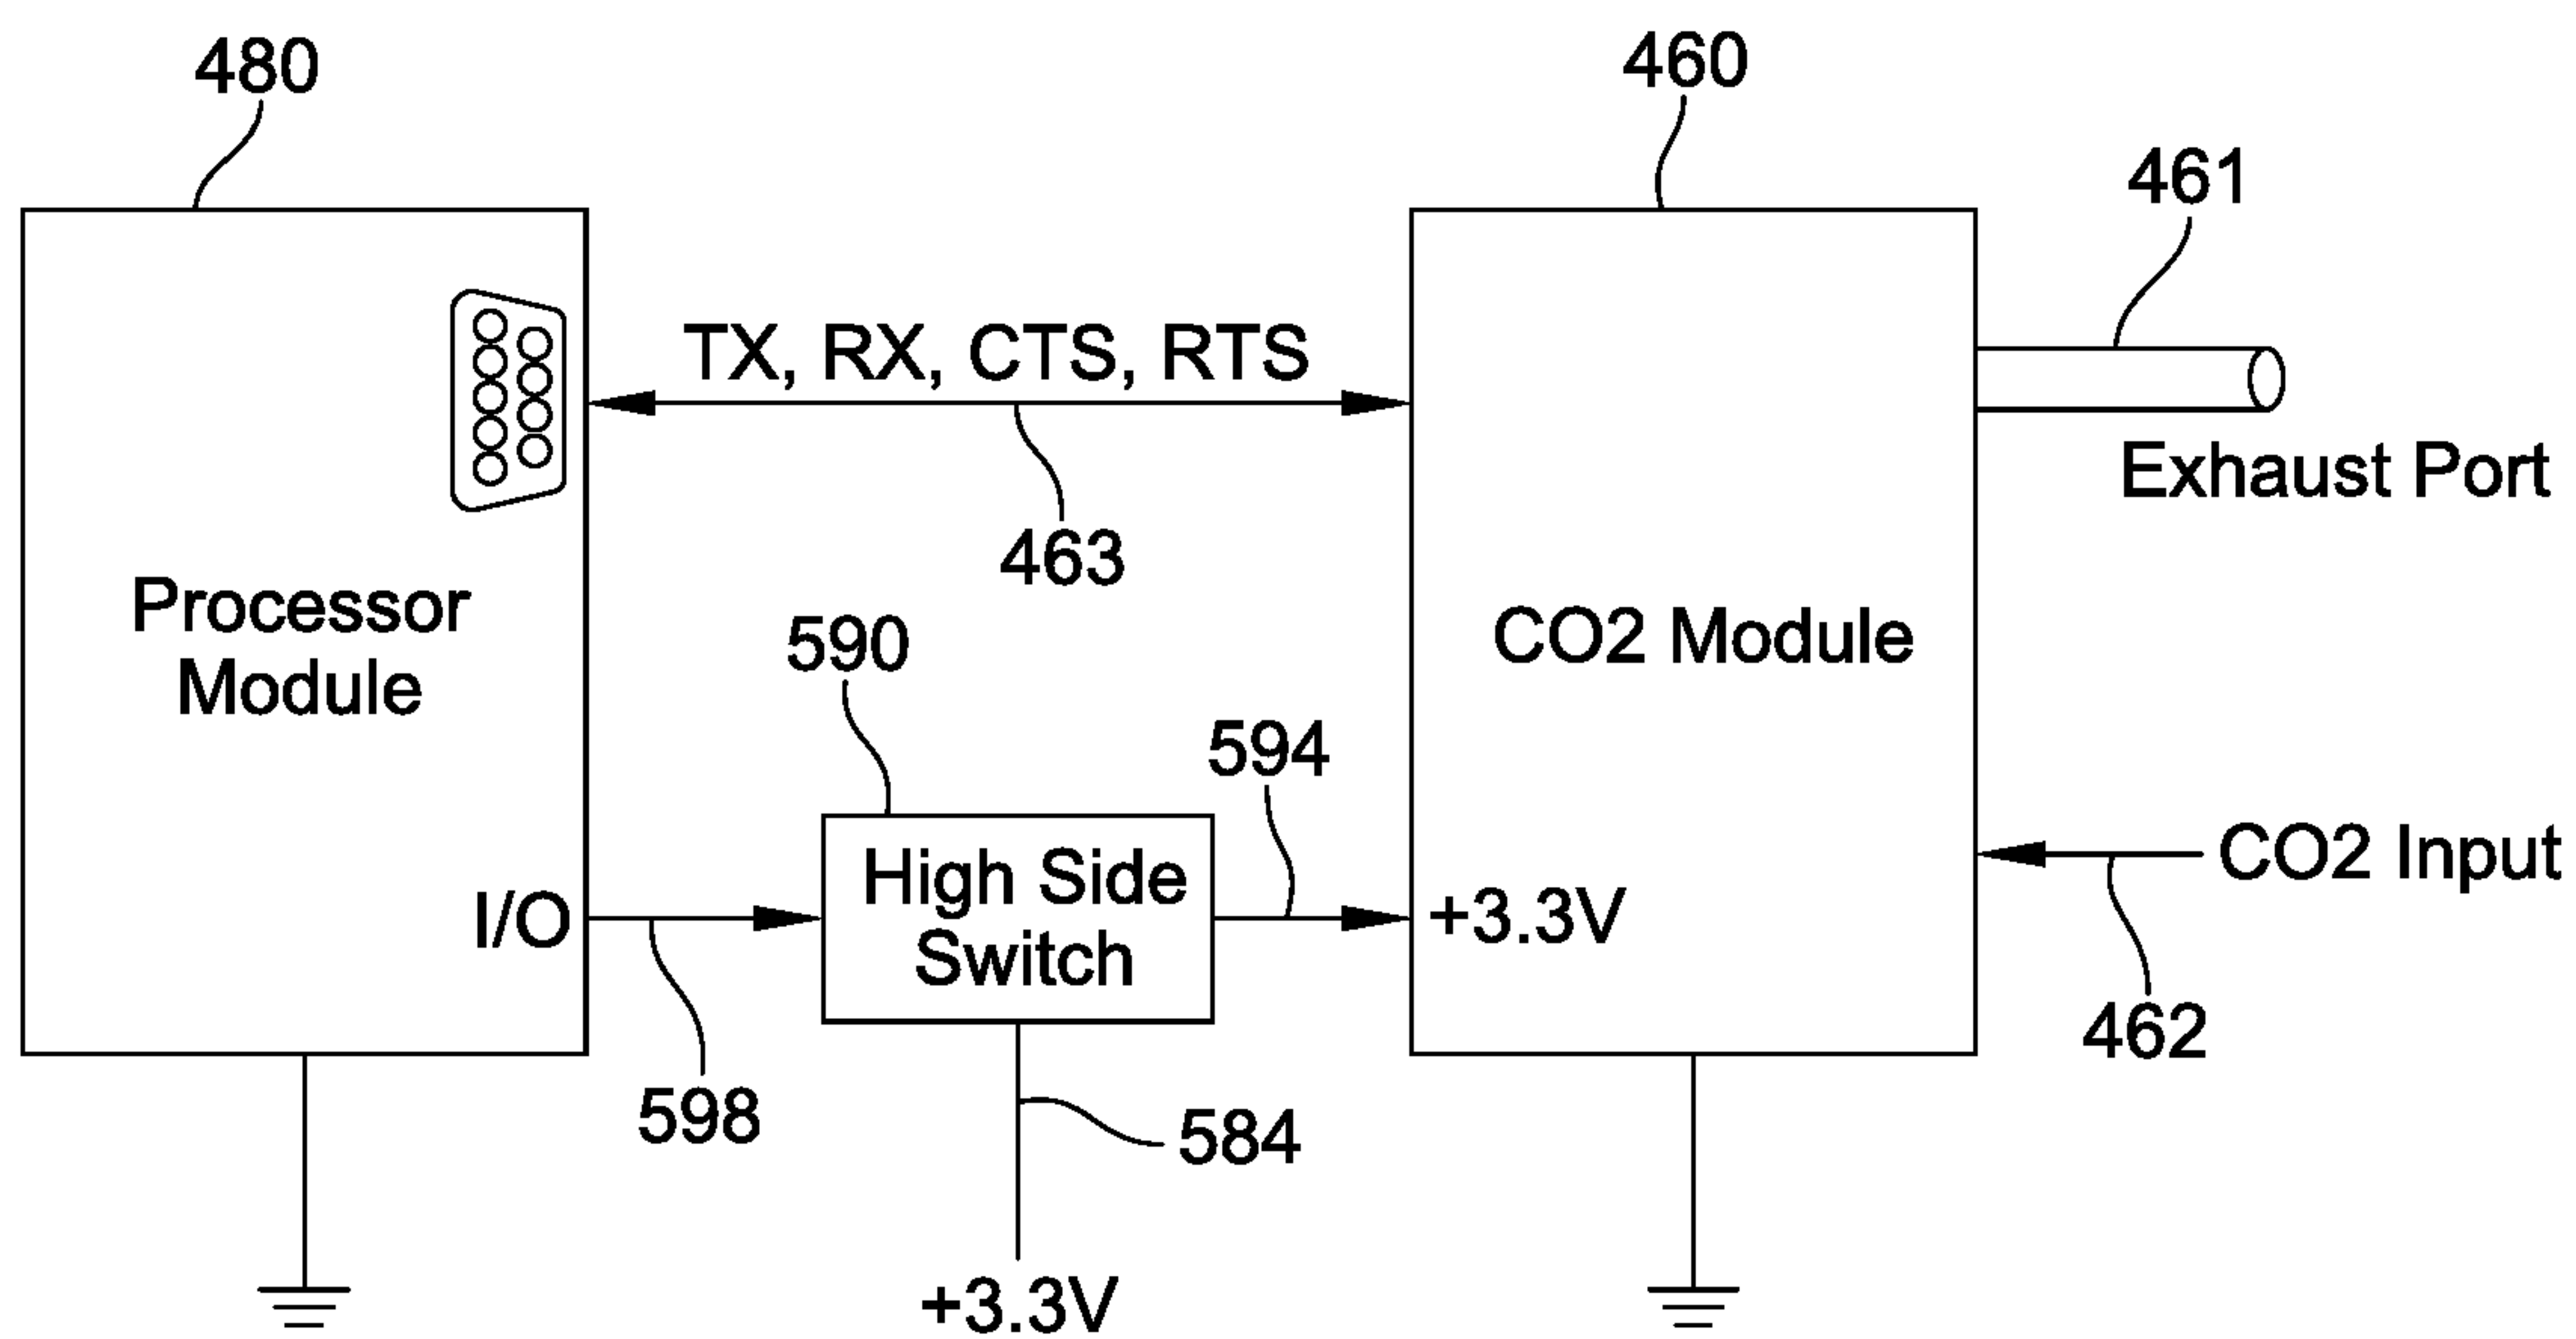 480
460
461
TX, RX, CTS, RTS
Exhaust Port
463
Processor
Module
590
CO2 Module
594
High Side
Switch
CO2 Input
I/O
+3.3V
462
598
584
+3.3V